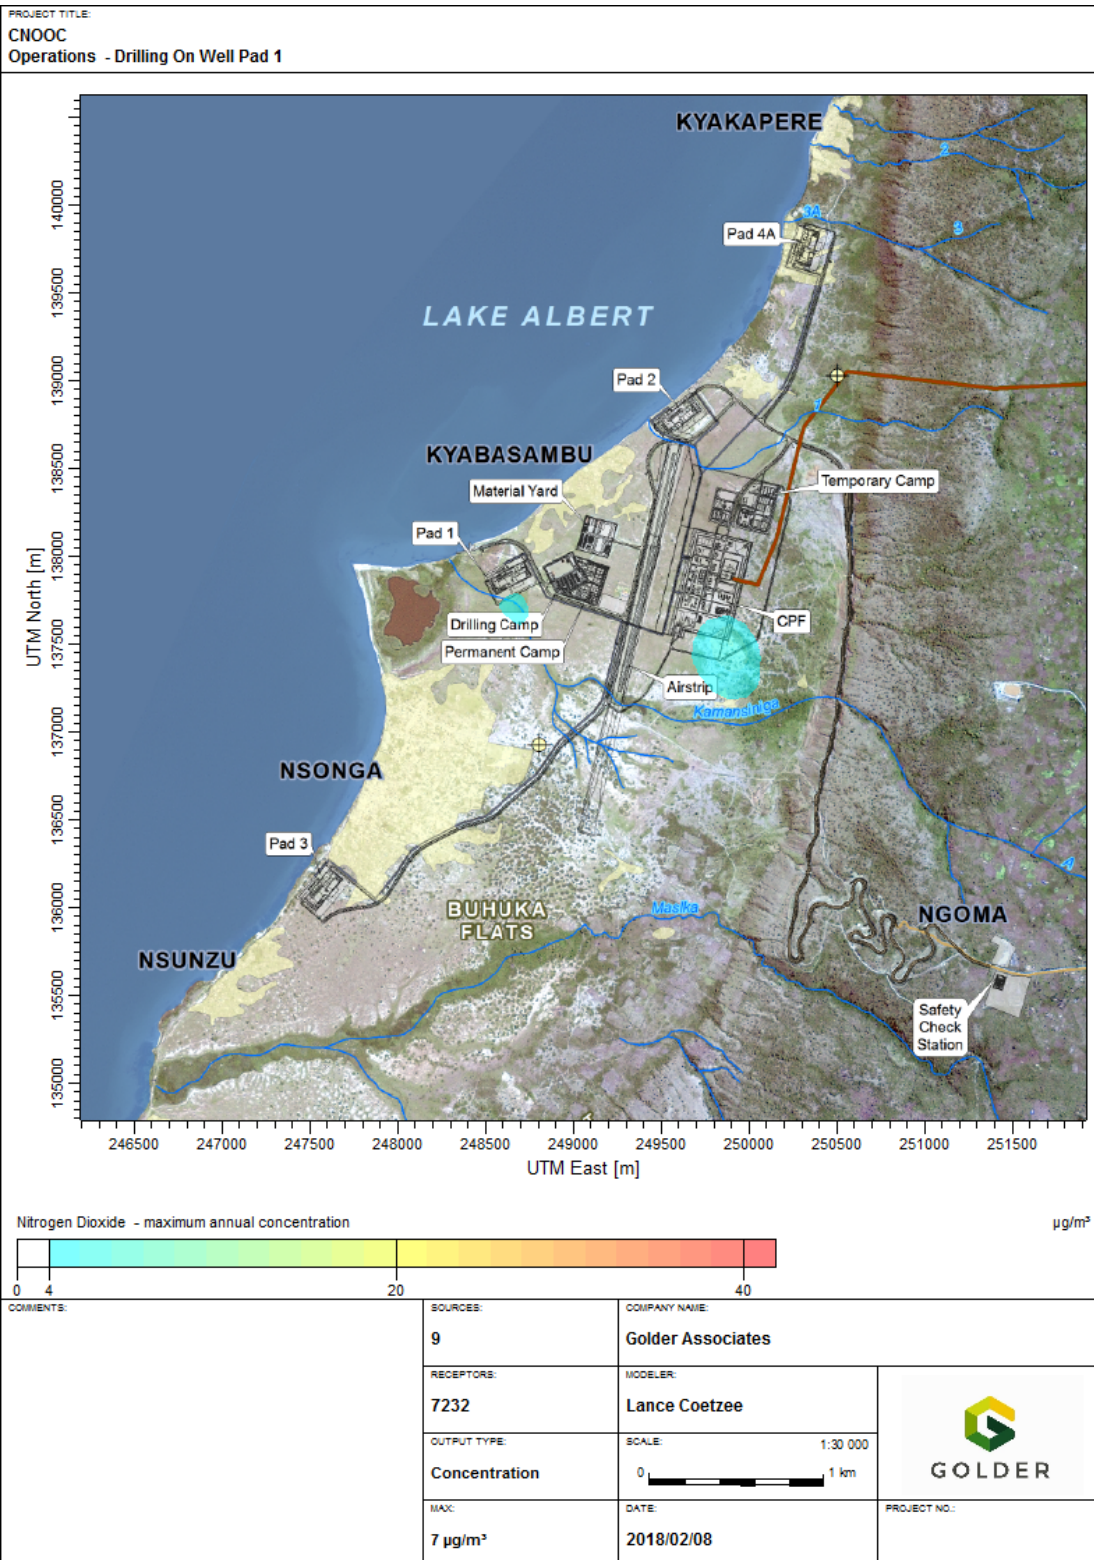 PROJECT TITLE:
CNOOC
Operations - Drilling On Well Pad 1
KYAKAPERE
2
3A
3
Pad 4A
LAKE ALBERT
Pad 2
1
KYABASAMBU
Temporary Camp
Material Yard
Pad 1
Drilling Camp
CPF
Permanent Camp
Airstrip
Kamansiniga
NSONGA
Pad 3
A
BUHUKA
FLATS
Masika
NGOMA
NSUNZU
Safety
Check
Station
UTM North [m]
140000
139500
139000
138500
138000
137500
137000
136500
136000
135500
135000
246500 247000 247500 248000 248500 249000 249500 250000 250500 251000 251500
UTM East [m]
Nitrogen Dioxide - maximum annual concentration
µg/m³
0 4 20 40
COMMENTS:
SOURCES:
9
COMPANY NAME:
Golder Associates
RECEPTORS:
7232
MODELER:
Lance Coetzee
OUTPUT TYPE:
Concentration
SCALE:
1:30 000
0 1 km
GOLDER
MAX:
7 µg/m³
DATE:
2018/02/08
PROJECT NO.: